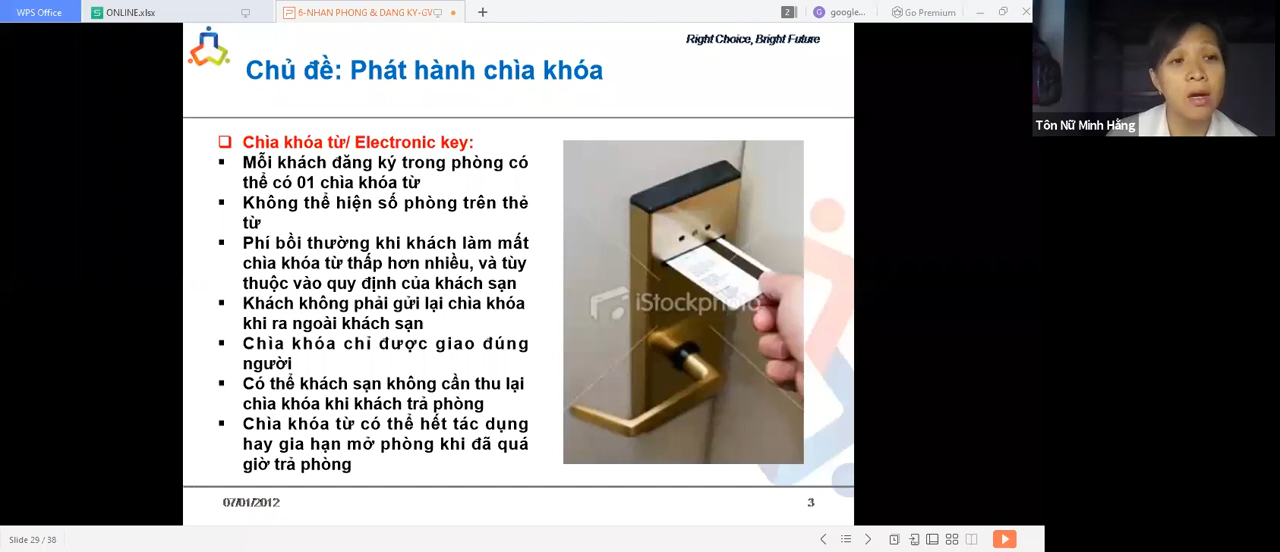 WPS Office
ONLINE.xlsx
6-NHAN PHONG & DANG KY-GV
2
G
google...
Go Premium
Right Choice, Bright Future
Chủ đề: Phát hành chìa khóa
Tôn Nữ Minh Hằng
Chìa khóa từ/ Electronic key:
Mỗi khách đăng ký trong phòng có
thể có 01 chìa khóa từ
Không thể hiện số phòng trên thẻ
từ
Phí bồi thường khi khách làm mất
chìa khóa từ thấp hơn nhiều, và tùy
thuộc vào quy định của khách sạn
Khách không phải gửi lại chìa khóa
khi ra ngoài khách sạn
Chìa khóa chỉ được giao đúng
người
Có thể khách sạn không cần thu lại
chìa khóa khi khách trả phòng
Chìa khóa từ có thể hết tác dụng
hay gia hạn mở phòng khi đã quá
giờ trả phòng
iStockphoto
07/01/2012
3
Slide 29 / 38